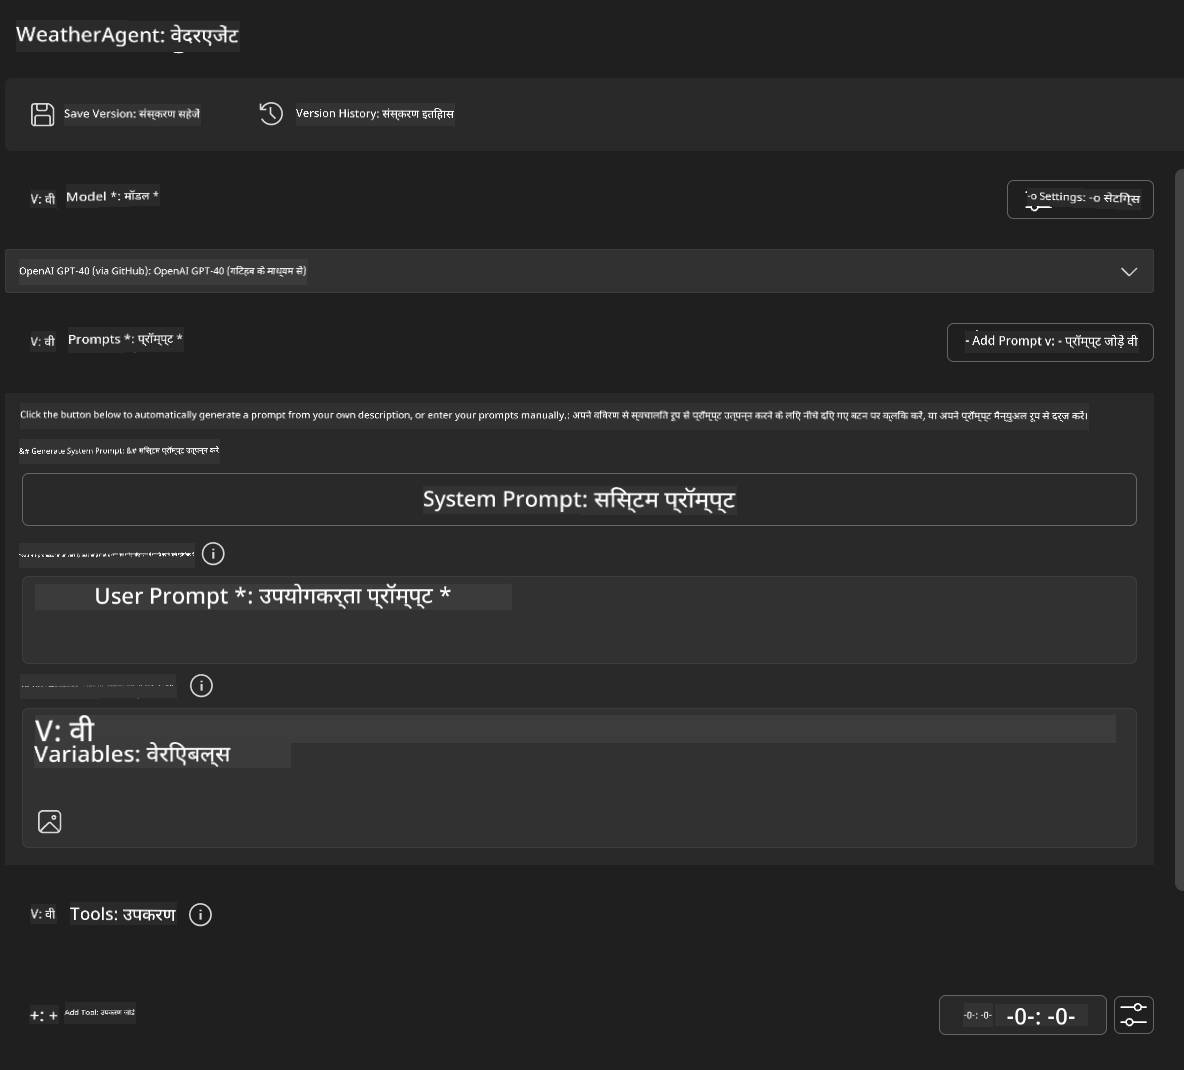 WeatherAgent: वेदरएजेंट
Save Version: संस्करण सहेजें
Version History: संस्करण इतिहास
V: वी
Model *: मॉडल *
-o Settings: -o सेटिंग्स
OpenAI GPT-40 (via GitHub): OpenAI GPT-40 (गिटहब के माध्यम से)
V: वी
Prompts *: प्रॉम्प्ट *
- Add Prompt v: - प्रॉम्प्ट जोड़ें वी
Click the button below to automatically generate a prompt from your own description, or enter your prompts manually.: अपने विवरण से स्वचालित रूप से प्रॉम्प्ट उत्पन्न करने के लिए नीचे दिए गए बटन पर क्लिक करें, या अपने प्रॉम्प्ट मैन्युअल रूप से दर्ज करें।
&# Generate System Prompt: &# सिस्टम प्रॉम्प्ट उत्पन्न करें
System Prompt: सिस्टम प्रॉम्प्ट
User Prompt *: उपयोगकर्ता प्रॉम्प्ट *
V: वी
Variables: वेरिएबल्स
V: वी
Tools: उपकरण
+: +
Add Tool: उपकरण जोड़ें
-0-: -0-
-0-: -0-